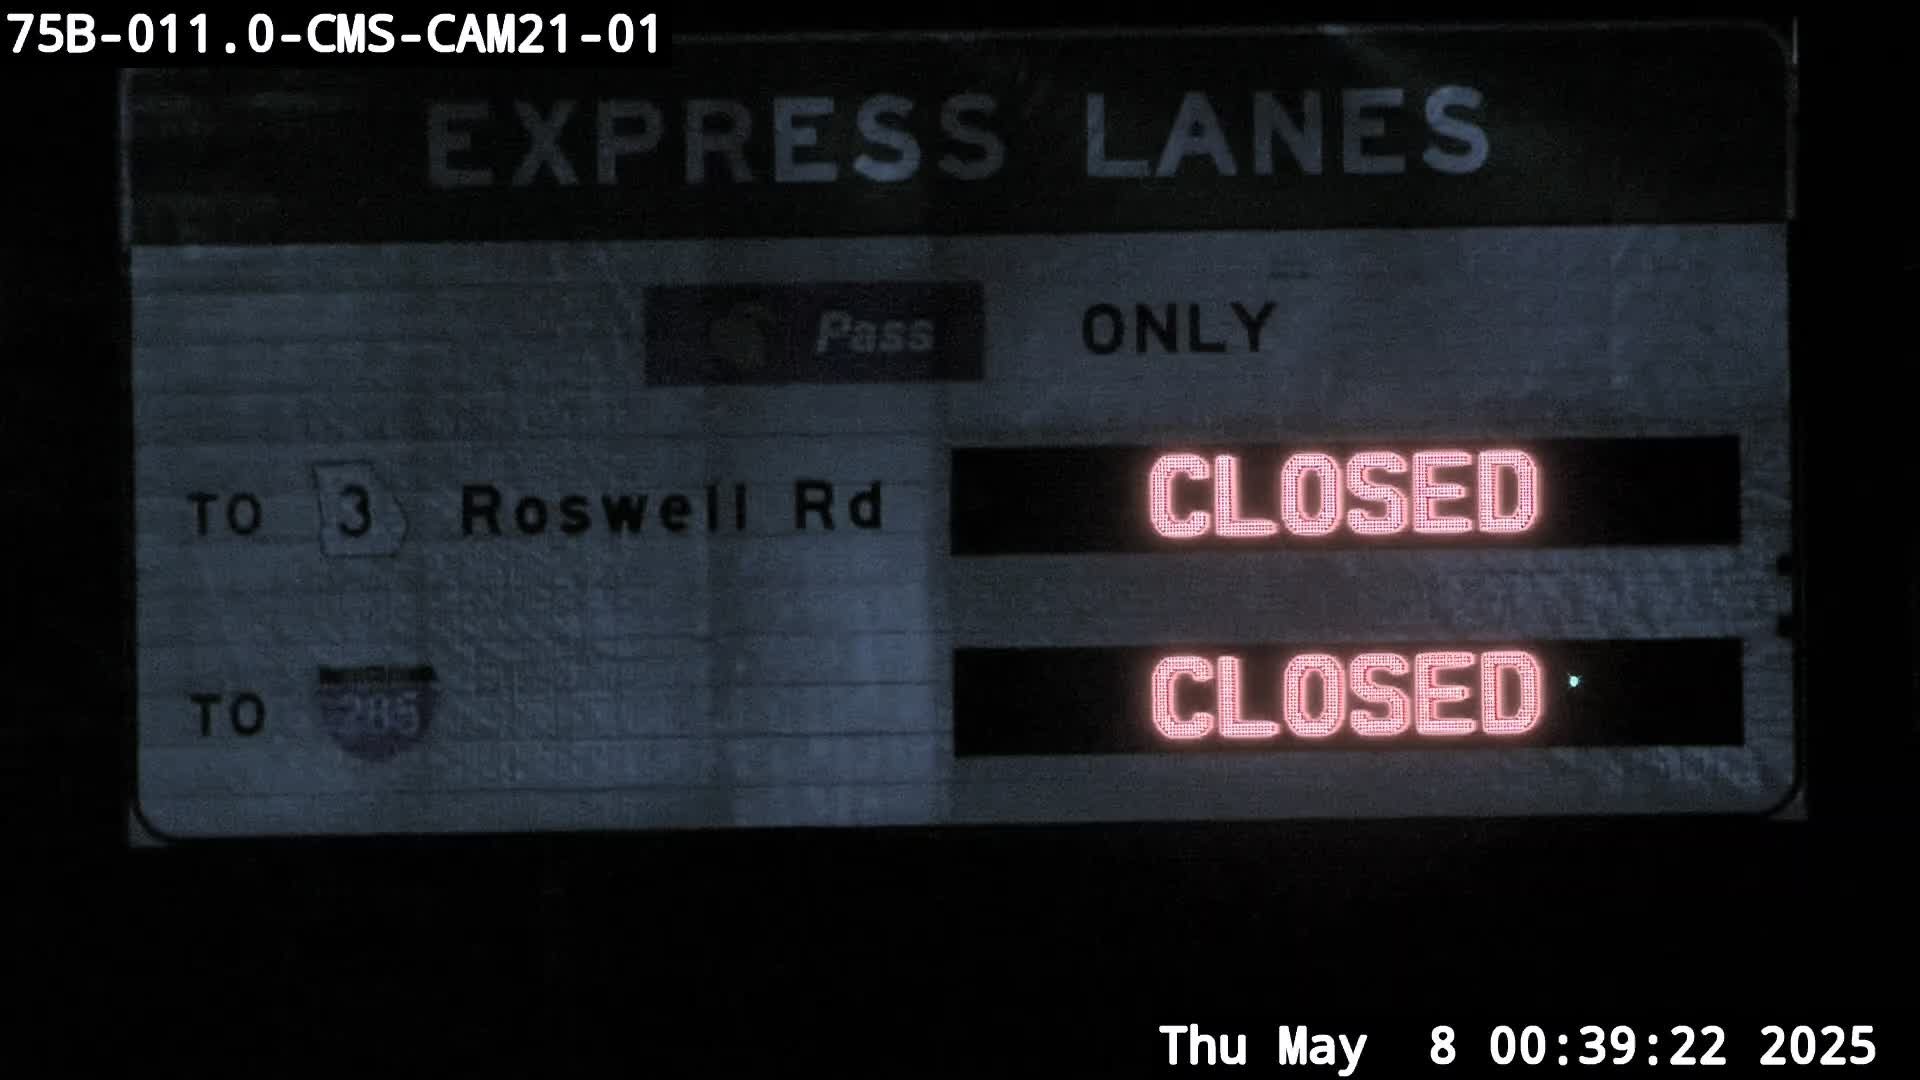 75B-011.0-CMS-CAM21-01
EXPRESS LANES
Pass ONLY
TO 3 Roswell Rd CLOSED
TO 285 CLOSED
Thu May 8 00:39:22 2025